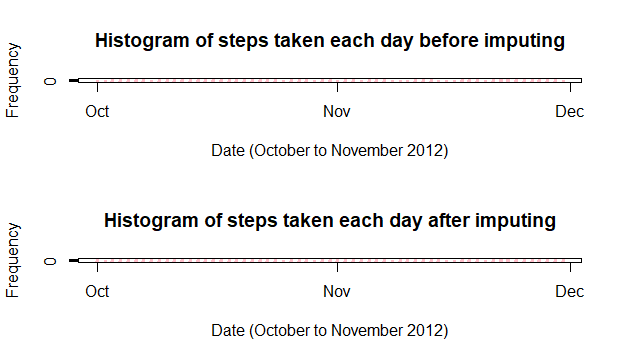 Histogram of steps taken each day before imputing
Frequency
0
Oct Nov Dec
Date (October to November 2012)
Histogram of steps taken each day after imputing
Frequency
0
Oct Nov Dec
Date (October to November 2012)